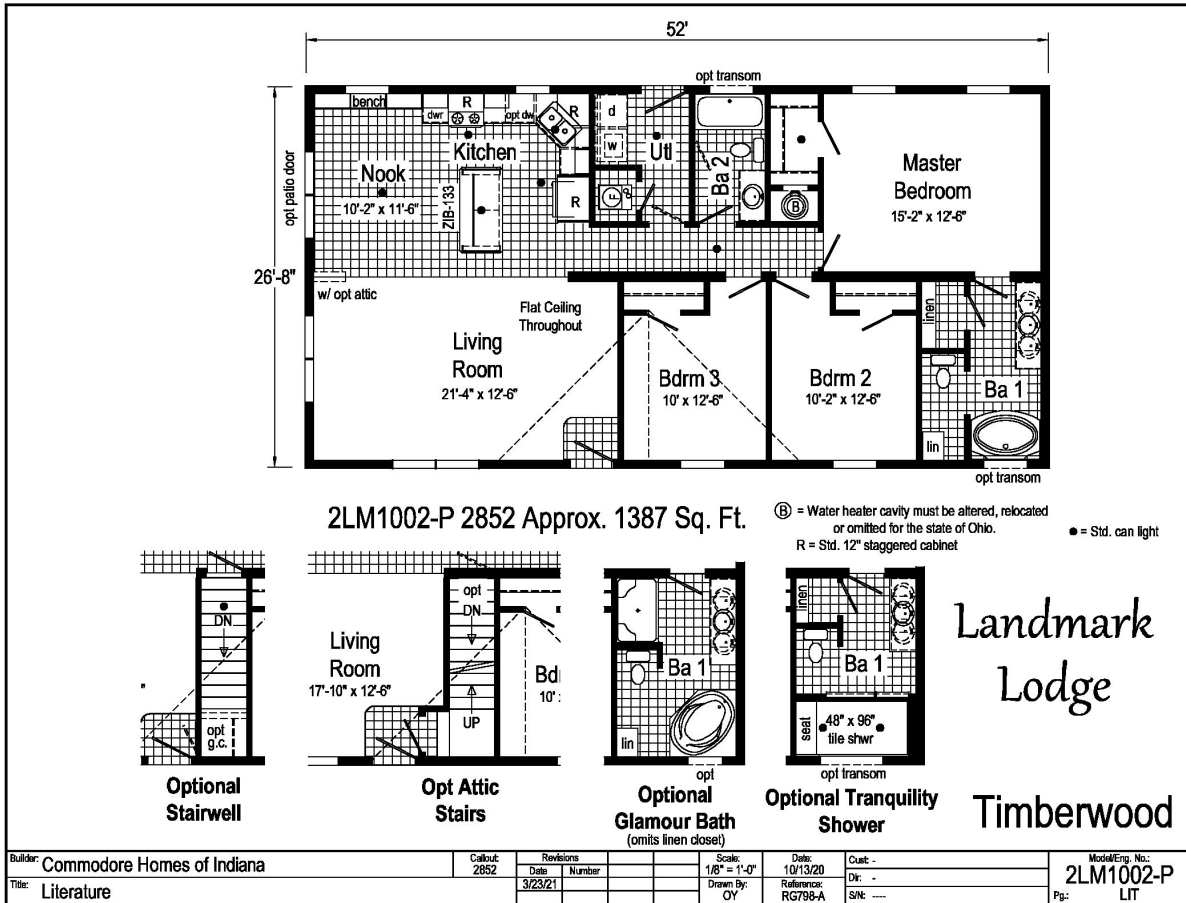 52'
opt transom
bench
R
dwr
opt dw
R
d
w
Utl
Kitchen
Nook
10'-2" x 11'-6"
opt patio door
ZIB-133
R
F
Ba 2
B
Master
Bedroom
15'-2" x 12'-6"
26'-8"
w/ opt attic
Flat Ceiling
Throughout
Living
Room
21'-4" x 12'-6"
Bdrm 3
10' x 12'-6"
Bdrm 2
10'-2" x 12'-6"
linen
Ba 1
lin
opt transom
2LM1002-P 2852 Approx. 1387 Sq. Ft.
B = Water heater cavity must be altered, relocated
or omitted for the state of Ohio.
R = Std. 12" staggered cabinet
● = Std. can light
DN
opt
g.c.
Optional
Stairwell
Living
Room
17'-10" x 12'-6"
opt
DN
UP
Bd
10'
Opt Attic
Stairs
Ba 1
lin
opt
Optional
Glamour Bath
(omits linen closet)
linen
Ba 1
seat
48" x 96"
tile shwr
opt transom
Optional Tranquility
Shower
Landmark
Lodge
Timberwood
Builder: Commodore Homes of Indiana
Title: Literature
Callout:
2852
Revisions
Date Number
3/23/21
Scale:
1/8" = 1'-0"
Drawn By:
OY
Date:
10/13/20
Reference:
RG798-A
Cust: -
Dir: -
S/N: ----
Model/Eng. No.:
2LM1002-P
Pg.: LIT